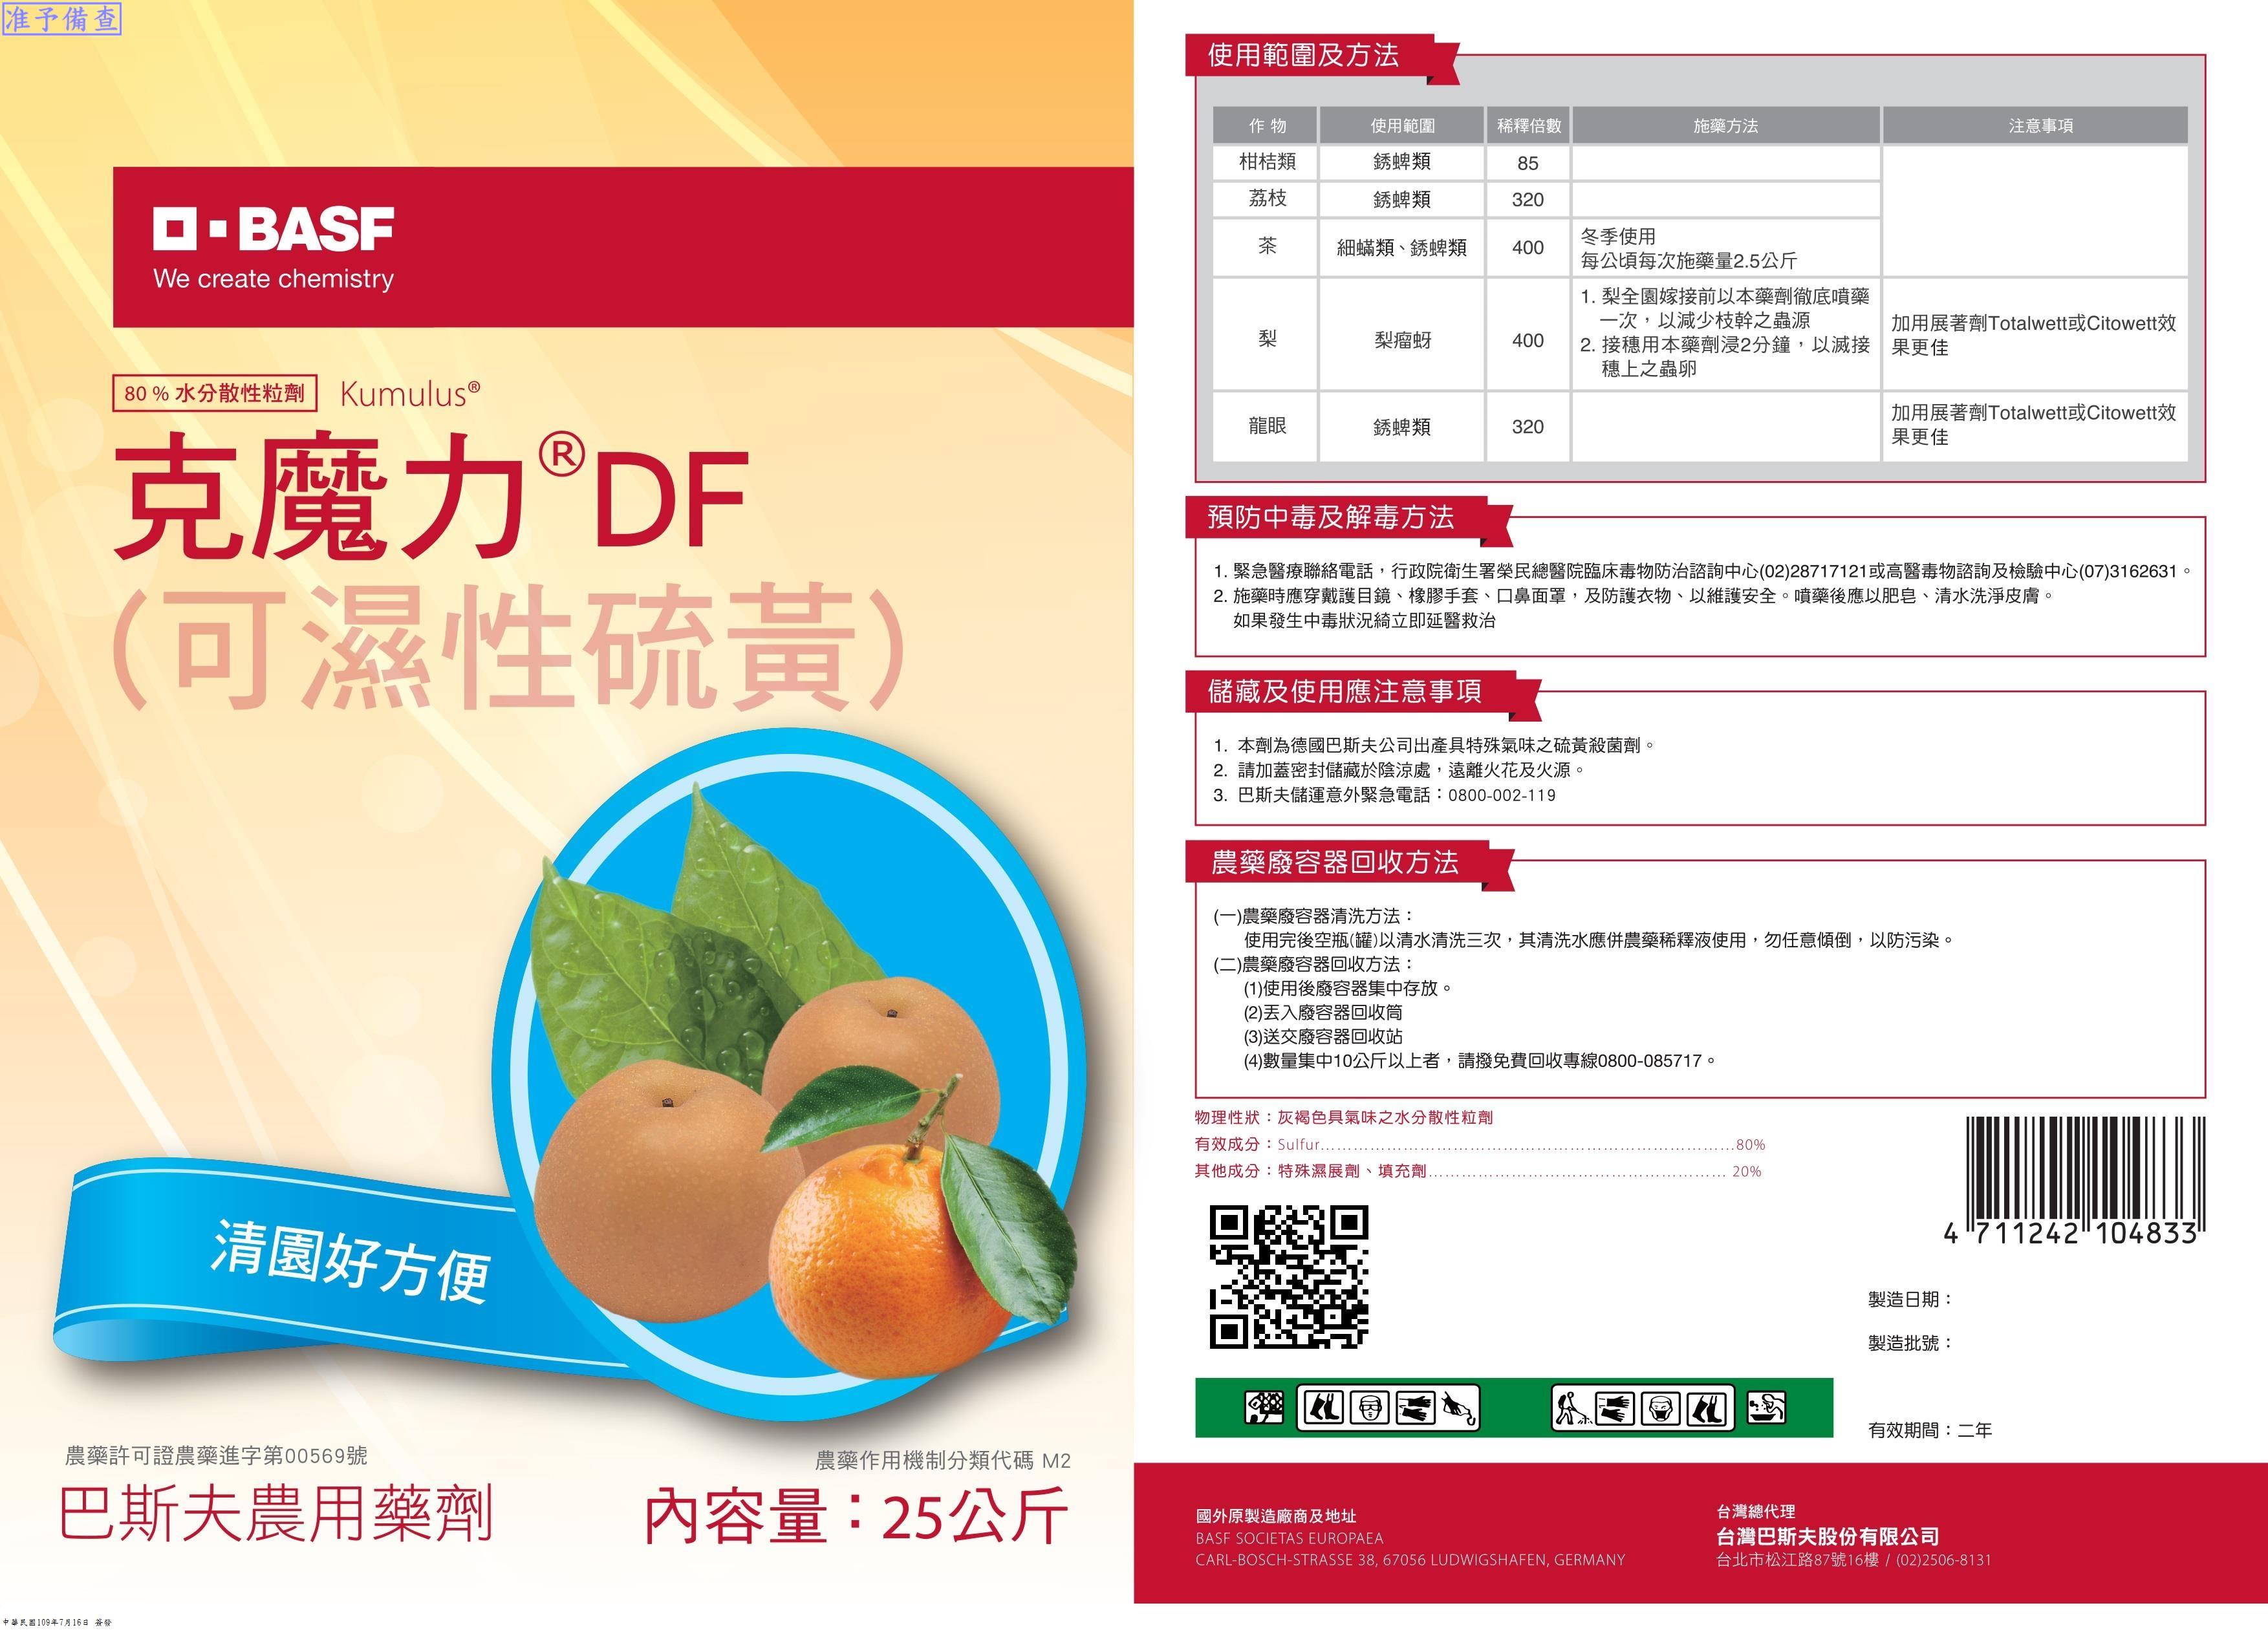 准予備查
BASF
We create chemistry
80 % 水分散性粒劑 Kumulus®
克魔力®DF
(可濕性硫黃)
清園好方便
農藥許可證農藥進字第00569號
農藥作用機制分類代碼 M2
巴斯夫農用藥劑
內容量：25公斤
中華民國109年7月16日 簽發
使用範圍及方法
作 物 使用範圍 稀釋倍數 施藥方法 注意事項
柑桔類 銹蜱類 85
荔枝 銹蜱類 320
茶 細蟎類、銹蜱類 400 冬季使用
每公頃每次施藥量2.5公斤
梨 梨瘤蚜 400 1. 梨全園嫁接前以本藥劑徹底噴藥
一次，以減少枝幹之蟲源
2. 接穗用本藥劑浸2分鐘，以滅接
穗上之蟲卵
加用展著劑Totalwett或Citowett效
果更佳
龍眼 銹蜱類 320 加用展著劑Totalwett或Citowett效
果更佳
預防中毒及解毒方法
1. 緊急醫療聯絡電話，行政院衛生署榮民總醫院臨床毒物防治諮詢中心(02)28717121或高醫毒物諮詢及檢驗中心(07)3162631。
2. 施藥時應穿戴護目鏡、橡膠手套、口鼻面罩，及防護衣物、以維護安全。噴藥後應以肥皂、清水洗淨皮膚。
如果發生中毒狀況綺立即延醫救治
儲藏及使用應注意事項
1. 本劑為德國巴斯夫公司出產具特殊氣味之硫黃殺菌劑。
2. 請加蓋密封儲藏於陰涼處，遠離火花及火源。
3. 巴斯夫儲運意外緊急電話：0800-002-119
農藥廢容器回收方法
(一)農藥廢容器清洗方法：
使用完後空瓶(罐)以清水清洗三次，其清洗水應併農藥稀釋液使用，勿任意傾倒，以防污染。
(二)農藥廢容器回收方法：
(1)使用後廢容器集中存放。
(2)丟入廢容器回收筒
(3)送交廢容器回收站
(4)數量集中10公斤以上者，請撥免費回收專線0800-085717。
物理性狀：灰褐色具氣味之水分散性粒劑
有效成分：Sulfur……………………………………………………………80%
其他成分：特殊濕展劑、填充劑……………………………………………… 20%
4 711242 104833
製造日期：
製造批號：
有效期間：二年
國外原製造廠商及地址
BASF SOCIETAS EUROPAEA
CARL-BOSCH-STRASSE 38, 67056 LUDWIGSHAFEN, GERMANY
台灣總代理
台灣巴斯夫股份有限公司
台北市松江路87號16樓 / (02)2506-8131